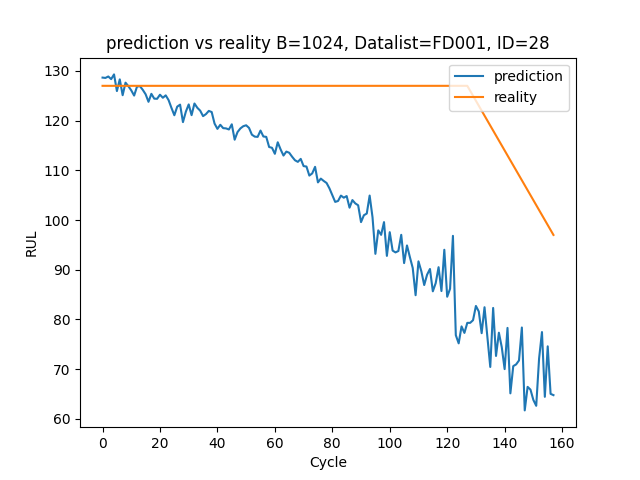 prediction vs reality B=1024, Datalist=FD001, ID=28
prediction
reality
130
120
110
100
90
80
70
60
RUL
0 20 40 60 80 100 120 140 160
Cycle